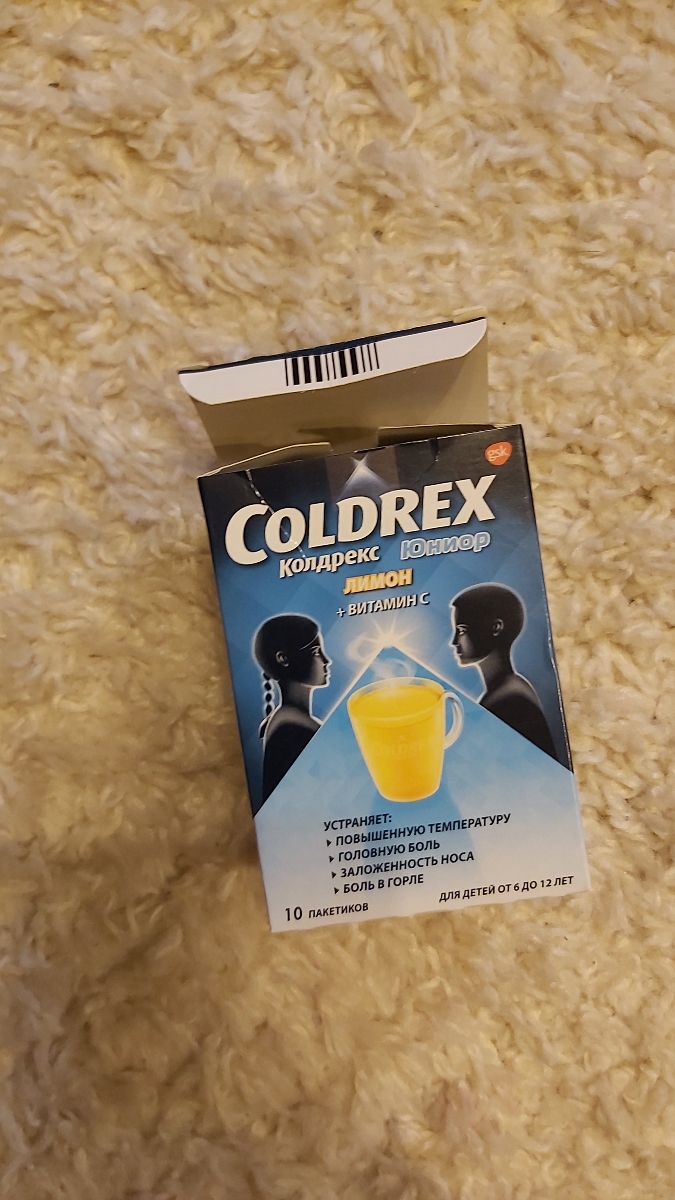 gsk
COLDREX
Колдрекс Юниор
ЛИМОН
+ ВИТАМИН С
УСТРАНЯЕТ:
ПОВЫШЕННУЮ ТЕМПЕРАТУРУ
ГОЛОВНУЮ БОЛЬ
ЗАЛОЖЕННОСТЬ НОСА
БОЛЬ В ГОРЛЕ
10 ПАКЕТИКОВ
ДЛЯ ДЕТЕЙ ОТ 6 ДО 12 ЛЕТ